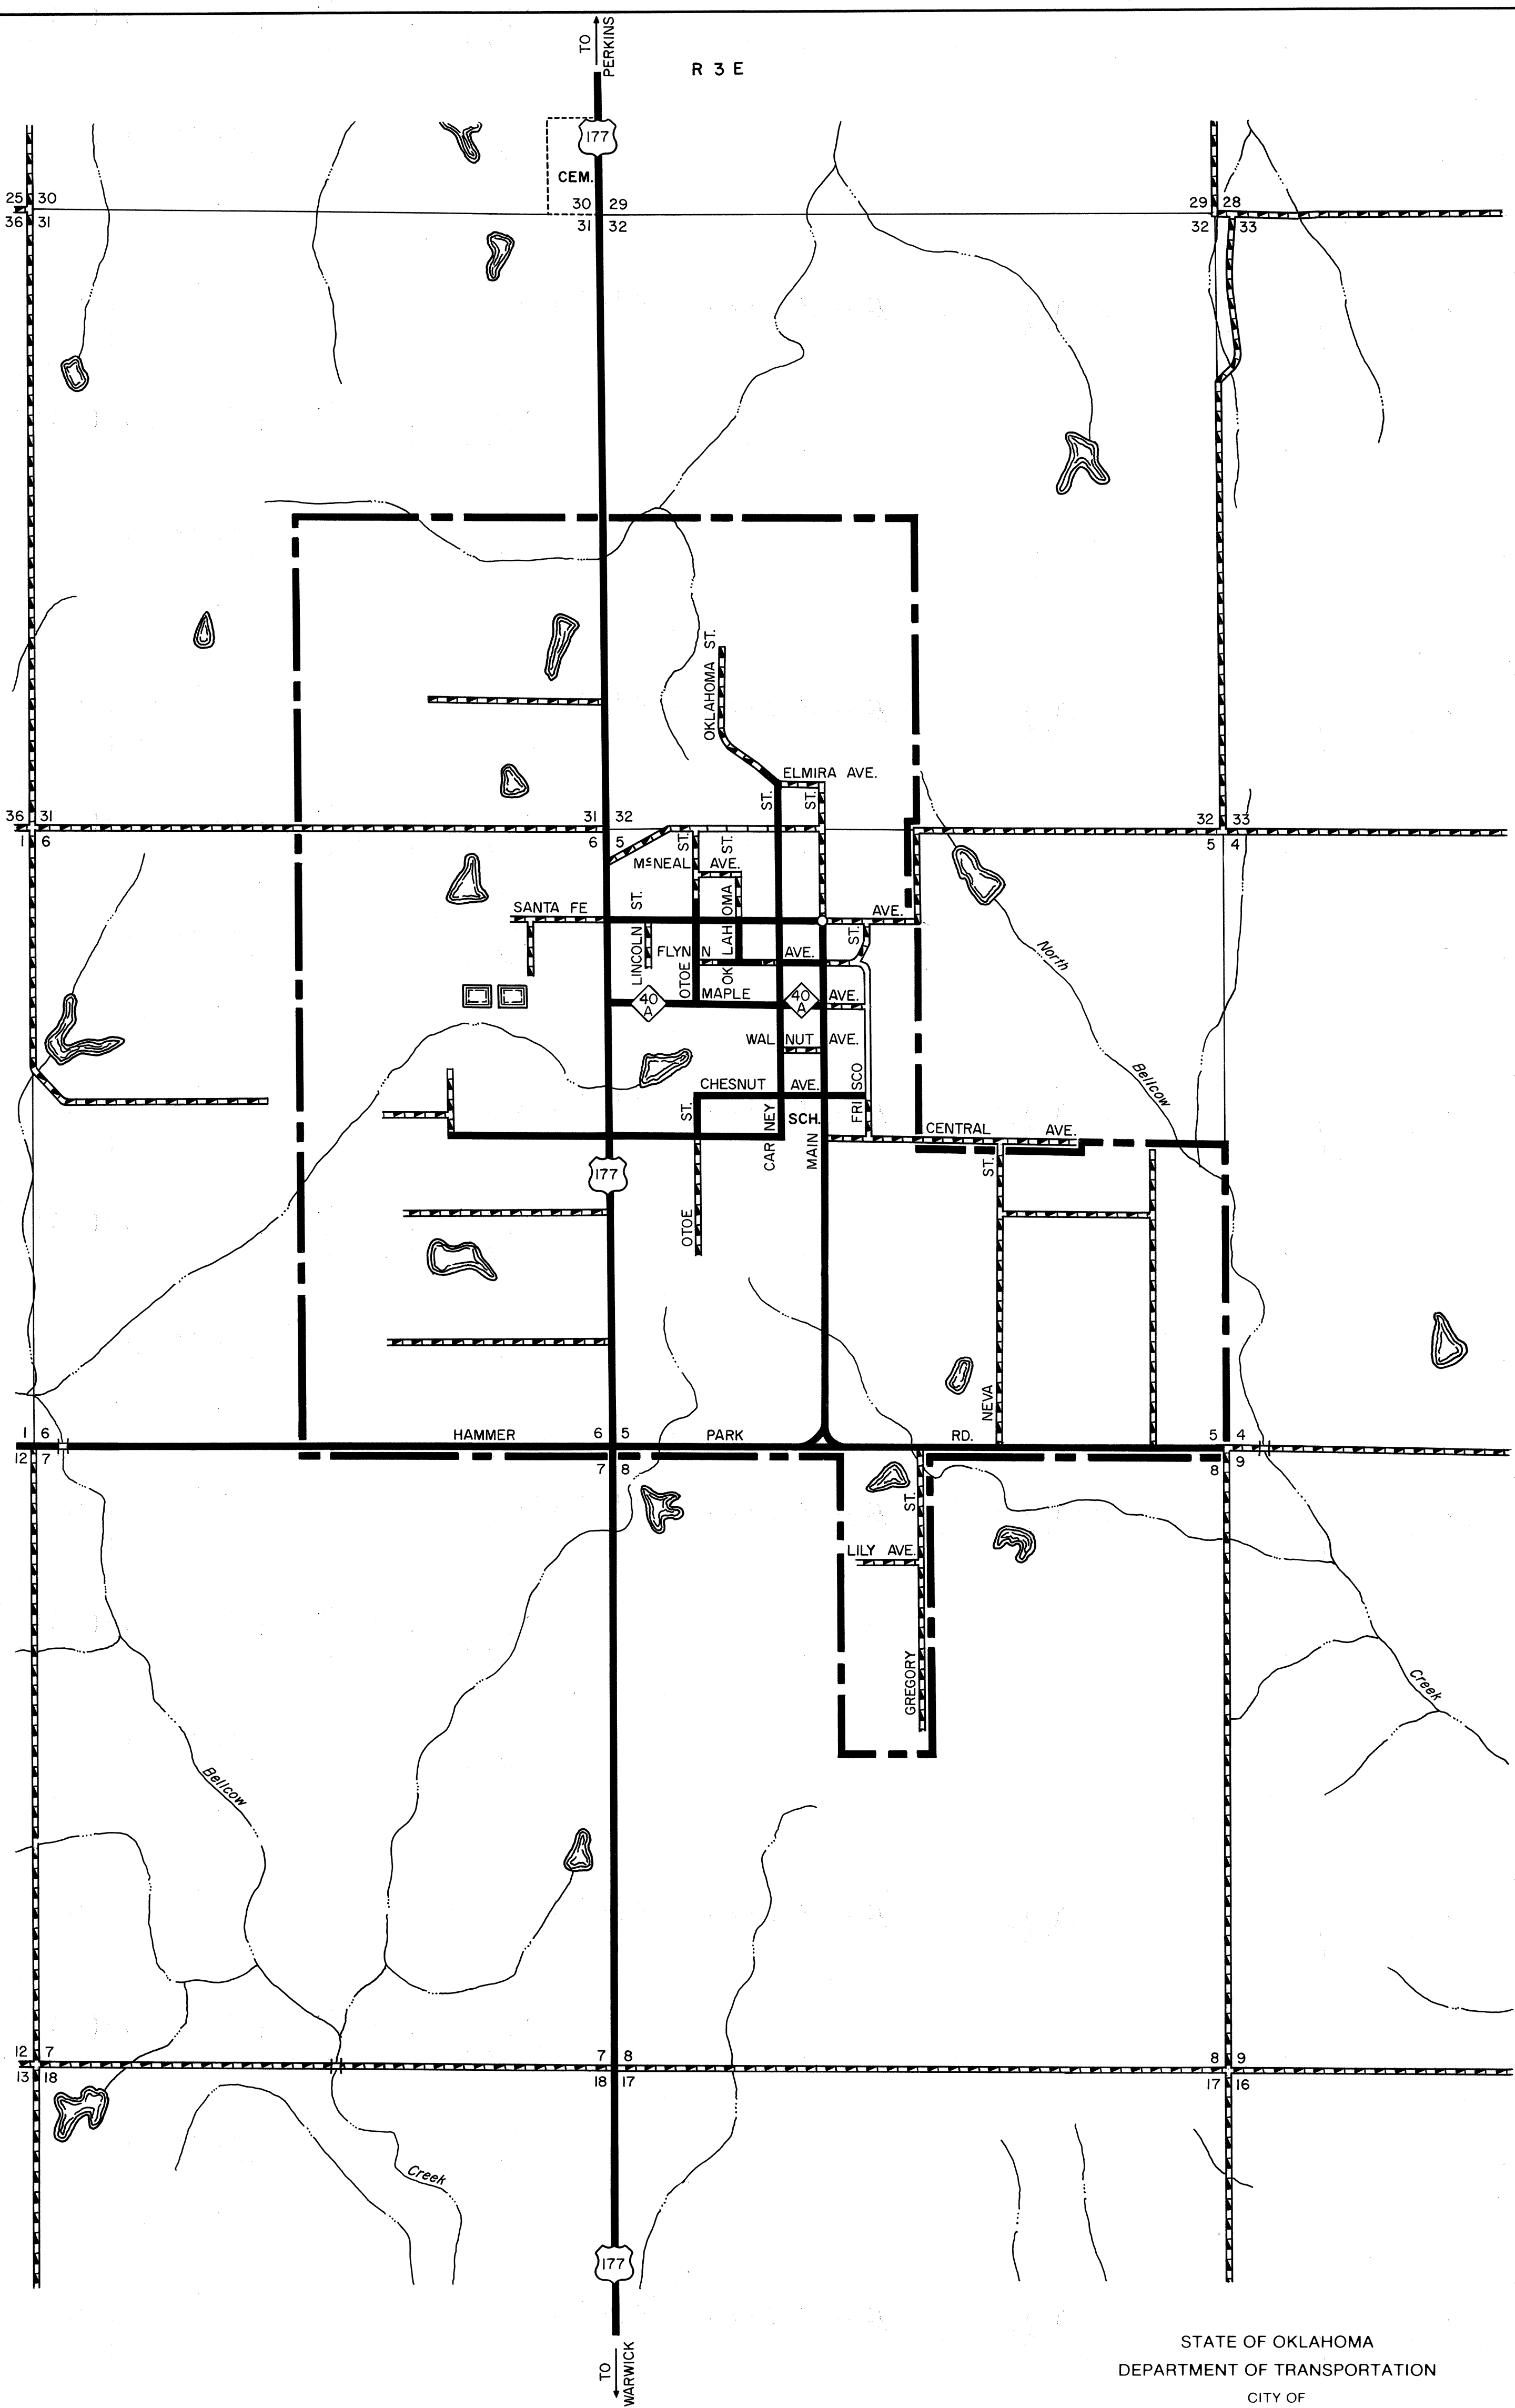 TO
PERKINS
R 3 E
177
CEM.
25 30
30 29
29 28
36 31
31 32
32 33
OKLAHOMA ST.
ELMIRA AVE.
ST.
ST.
36 31
31 32
32 33
1 6
6 5
5 4
ST.
ST.
McNEAL AVE.
SANTA FE AVE.
LINCOLN ST.
OKLAHOMA
FLYNN AVE.
ST.
OTOE
40
A
MAPLE AVE.
40
A
North
Bellcow
WALNUT AVE.
CHESNUT AVE.
FRISCO
ST.
CARNEY
SCH.
MAIN
CENTRAL AVE.
177
ST.
OTOE
NEVA
1 6
HAMMER
6 5
PARK
RD.
5 4
12 7
7 8
8 9
ST.
LILY AVE.
GREGORY
Creek
Bellcow
12 7
7 8
8 9
13 18
18 17
17 16
Creek
177
TO
WARWICK
STATE OF OKLAHOMA
DEPARTMENT OF TRANSPORTATION
CITY OF